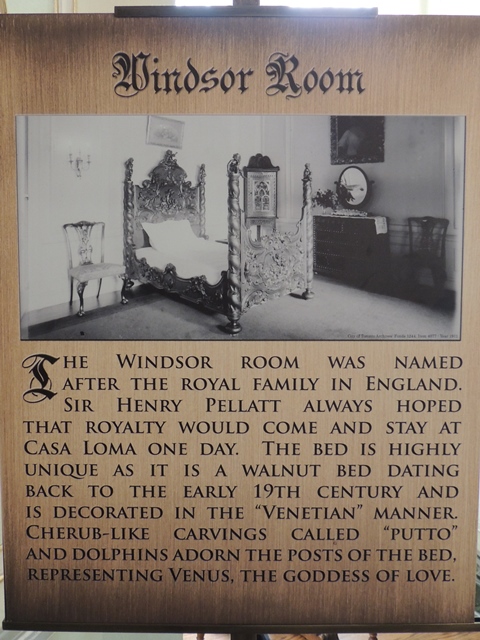 Windsor Room
The Windsor room was named
after the royal family in England.
Sir Henry Pellatt always hoped
that royalty would come and stay at
Casa Loma one day. The bed is highly
unique as it is a walnut bed dating
back to the early 19th century and
is decorated in the “Venetian” manner.
Cherub-like carvings called “putto”
and dolphins adorn the posts of the bed,
representing Venus, the goddess of love.